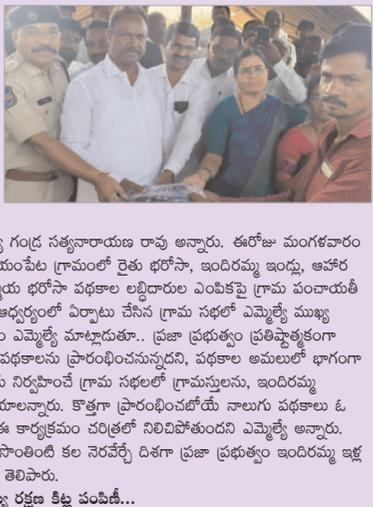 గండ్ర సత్యనారాయణ రావు అన్నారు. ఈరోజు మంగళవారం
యంపేట గ్రామంలో రైతు భరోసా, ఇందిరమ్మ ఇండ్లు, ఆహార
య భరోసా పథకాల లబ్ధిదారుల ఎంపికపై గ్రామ పంచాయతీ
ఆధ్వర్యంలో ఏర్పాటు చేసిన గ్రామ సభలో ఎమ్మెల్యే ముఖ్య
ఎమ్మెల్యే మాట్లాడుతూ.. ప్రజా ప్రభుత్వం ప్రతిష్టాత్మకంగా
పథకాలను ప్రారంభించనున్నదని, పథకాల అమలులో భాగంగా
నిర్వహించే గ్రామ సభలలో గ్రామస్తులను, ఇందిరమ్మ
యాలన్నారు. కొత్తగా ప్రారంభించబోయే నాలుగు పథకాలు ఓ
ఈ కార్యక్రమం చరిత్రలో నిలిచిపోతుందని ఎమ్మెల్యే అన్నారు.
సొంతింటి కల నెరవేర్చే దిశగా ప్రజా ప్రభుత్వం ఇందిరమ్మ ఇళ్ల
తెలిపారు.
రక్షణ కిట్ల పంపిణీ...